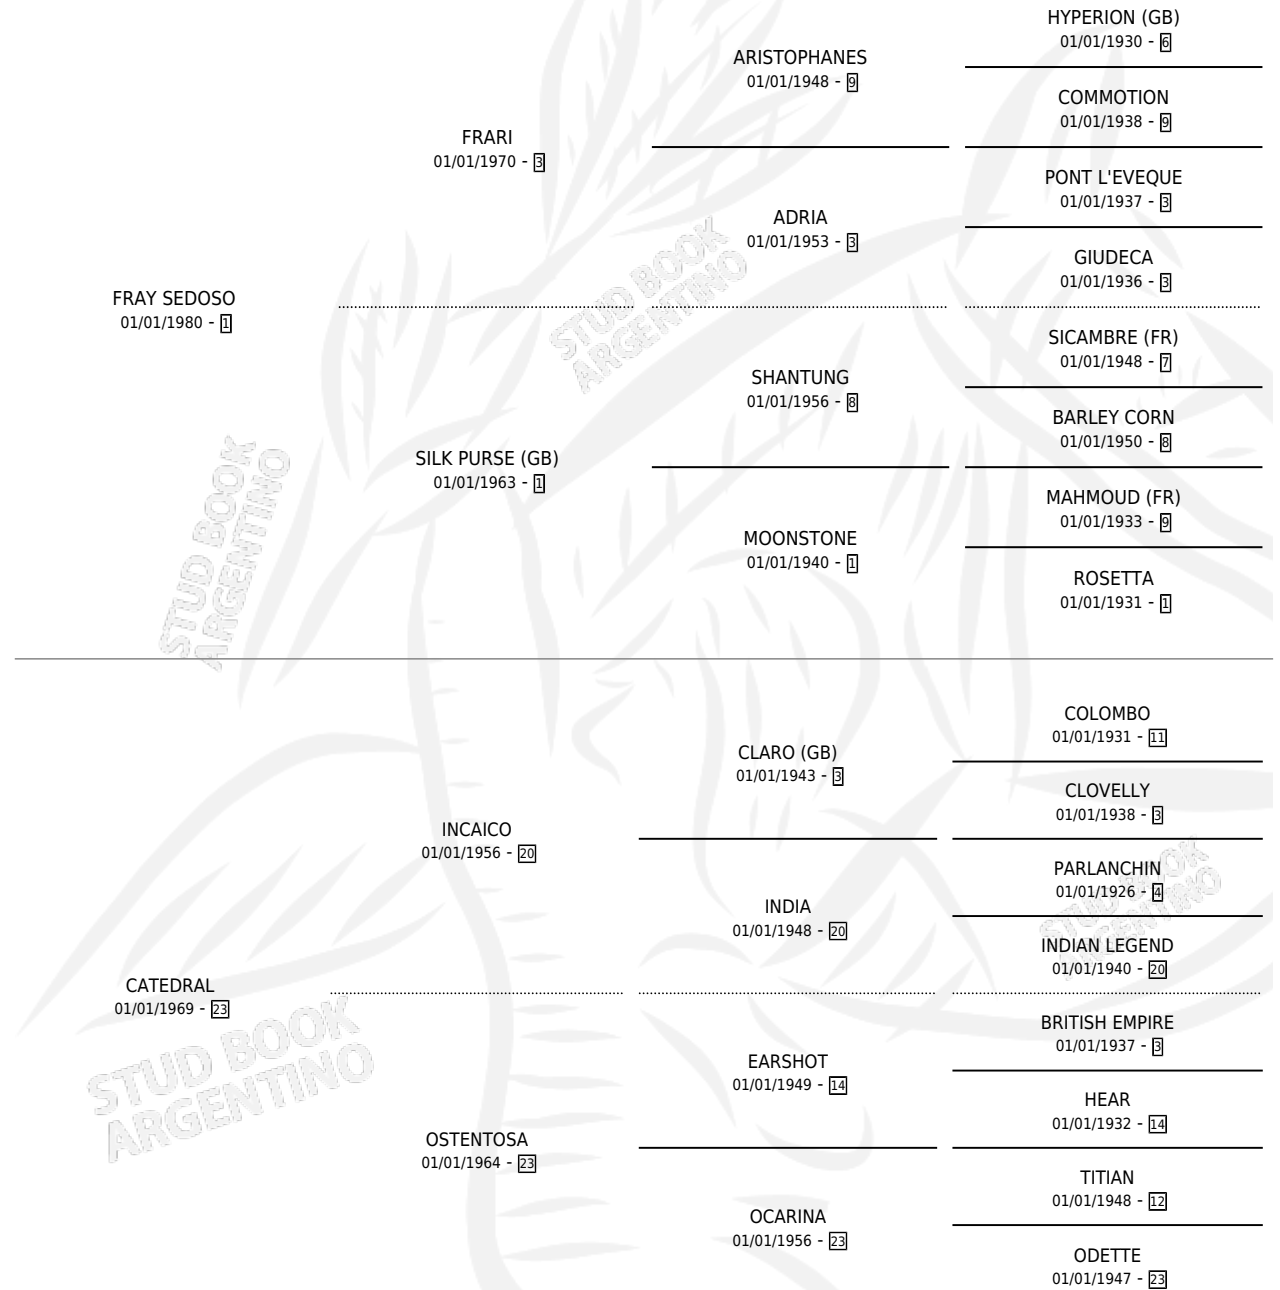 HYPERION (GB)
01/01/1930 - 6
ARISTOPHANES
01/01/1948 - 9
COMMOTION
01/01/1938 - 9
FRARI
01/01/1970 - 3
PONT L'EVEQUE
01/01/1937 - 3
ADRIA
01/01/1953 - 3
GIUDECA
01/01/1936 - 3
FRAY SEDOSO
01/01/1980 - 1
SICAMBRE (FR)
01/01/1948 - 7
SHANTUNG
01/01/1956 - 8
BARLEY CORN
01/01/1950 - 8
SILK PURSE (GB)
01/01/1963 - 1
MAHMOUD (FR)
01/01/1933 - 9
MOONSTONE
01/01/1940 - 1
ROSETTA
01/01/1931 - 1
COLOMBO
01/01/1931 - 11
CLARO (GB)
01/01/1943 - 3
CLOVELLY
01/01/1938 - 3
INCAICO
01/01/1956 - 20
PARLANCHIN
01/01/1926 - 4
INDIA
01/01/1948 - 20
INDIAN LEGEND
01/01/1940 - 20
CATEDRAL
01/01/1969 - 23
BRITISH EMPIRE
01/01/1937 - 3
EARSHOT
01/01/1949 - 14
HEAR
01/01/1932 - 14
OSTENTOSA
01/01/1964 - 23
TITIAN
01/01/1948 - 12
OCARINA
01/01/1956 - 23
ODETTE
01/01/1947 - 23
STUD BOOK
ARGENTINO
STUD BOOK
ARGENTINO
STUD BOOK
ARGENTINO
STUD BOOK
ARGENTINO